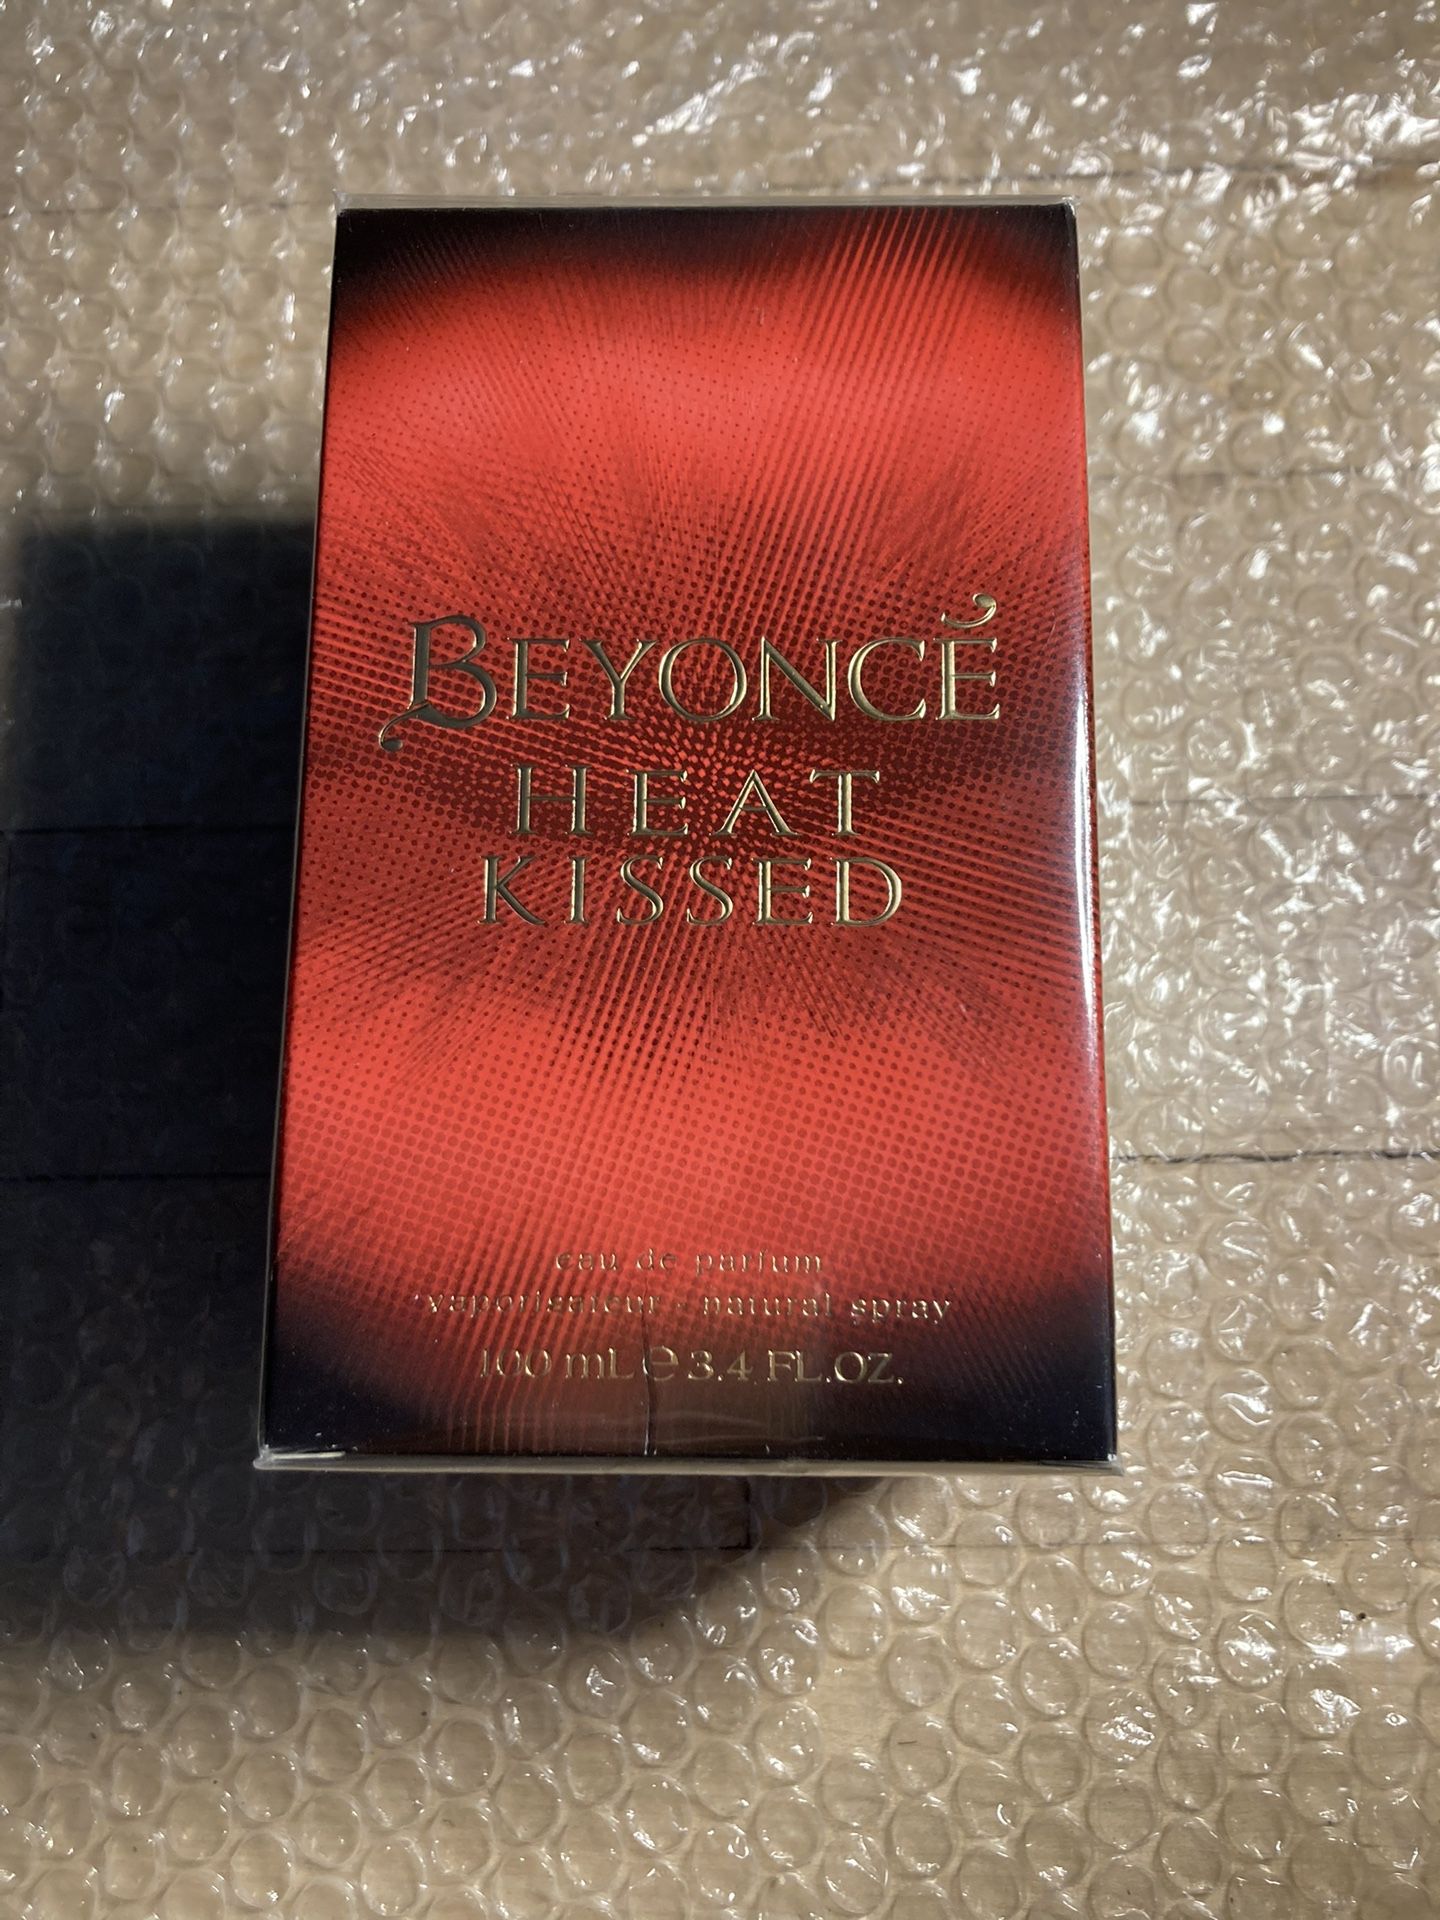 BEYONCÉ
HEAT
KISSED
eau de parfum
vaporisateur • natural spray
100 mL ℮ 3.4 FL.OZ.